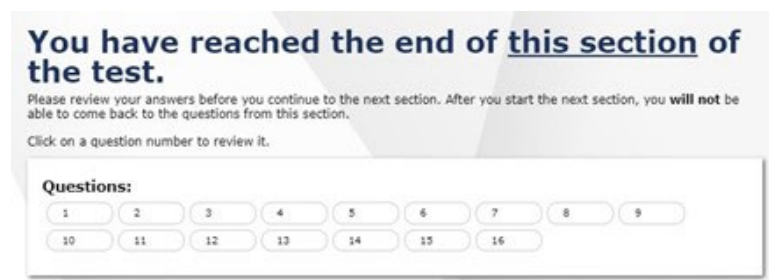 You have reached the end of this section of
the test.
Please review your answers before you continue to the next section. After you start the next section, you will not be
able to come back to the questions from this section.
Click on a question number to review it.
Questions:
1 2 3 4 5 6 7 8 9
10 11 12 13 14 15 16